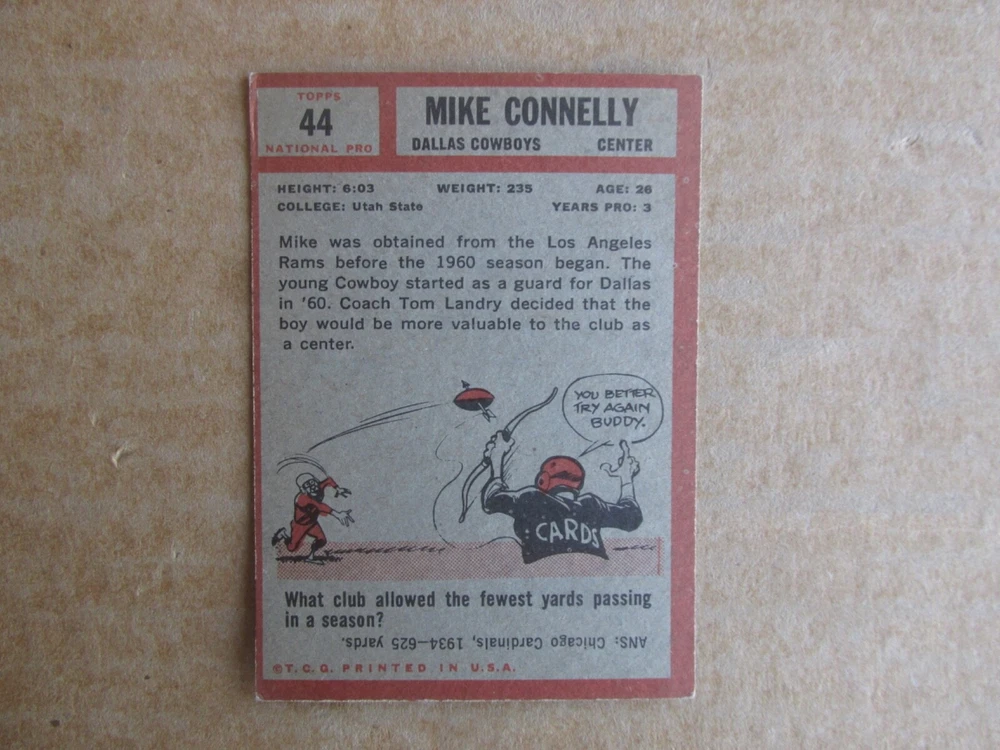 TOPPS
44
NATIONAL PRO
MIKE CONNELLY
DALLAS COWBOYS CENTER
HEIGHT: 6:03 WEIGHT: 235 AGE: 26
COLLEGE: Utah State YEARS PRO: 3
Mike was obtained from the Los Angeles
Rams before the 1960 season began. The
young Cowboy started as a guard for Dallas
in '60. Coach Tom Landry decided that the
boy would be more valuable to the club as
a center.
YOU BETTER
TRY AGAIN
BUDDY.
CARDS
What club allowed the fewest yards passing
in a season?
ANS: Chicago Cardinals, 1934—625 yards.
©T.C.G. PRINTED IN U.S.A.